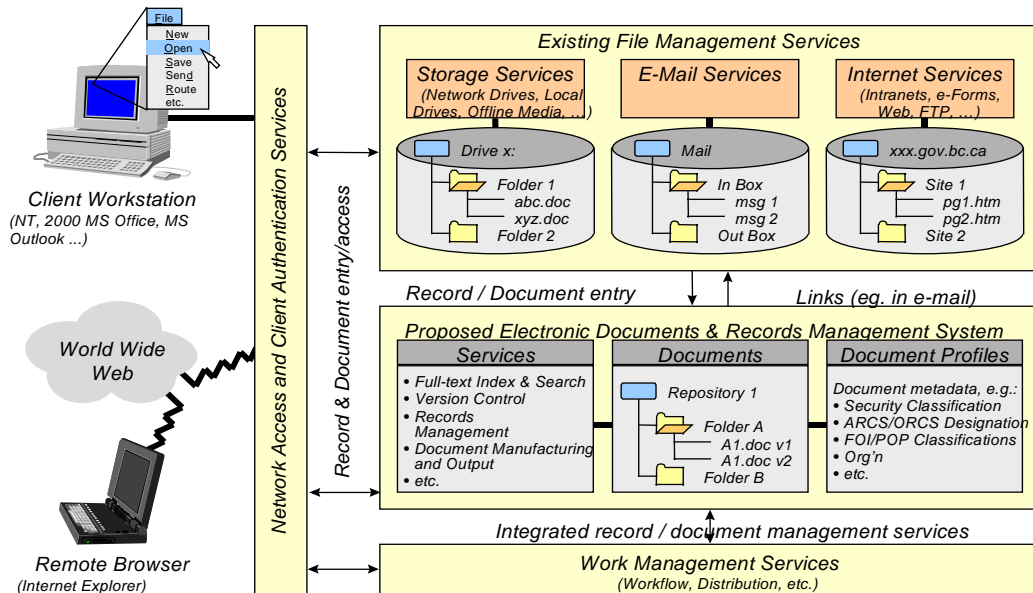 File
New
Open
Save
Send
Route
etc.
Client Workstation
(NT, 2000 MS Office, MS
Outlook ...)
World Wide
Web
Remote Browser
(Internet Explorer)
Network Access and Client Authentication Services
Record & Document entry/access
Existing File Management Services
Storage Services
(Network Drives, Local
Drives, Offline Media, ...)
E-Mail Services
Internet Services
(Intranets, e-Forms,
Web, FTP, ...)
Drive x:
Folder 1
abc.doc
xyz.doc
Folder 2
Mail
In Box
msg 1
msg 2
Out Box
xxx.gov.bc.ca
Site 1
pg1.htm
pg2.htm
Site 2
Record / Document entry
Links (eg. in e-mail)
Proposed Electronic Documents & Records Management System
Services
• Full-text Index & Search
• Version Control
• Records
Management
• Document Manufacturing
and Output
• etc.
Documents
Repository 1
Folder A
A1.doc v1
A1.doc v2
Folder B
Document Profiles
Document metadata, e.g.:
• Security Classification
• ARCS/ORCS Designation
• FOI/POP Classifications
• Org'n
• etc.
Integrated record / document management services
Work Management Services
(Workflow, Distribution, etc.)